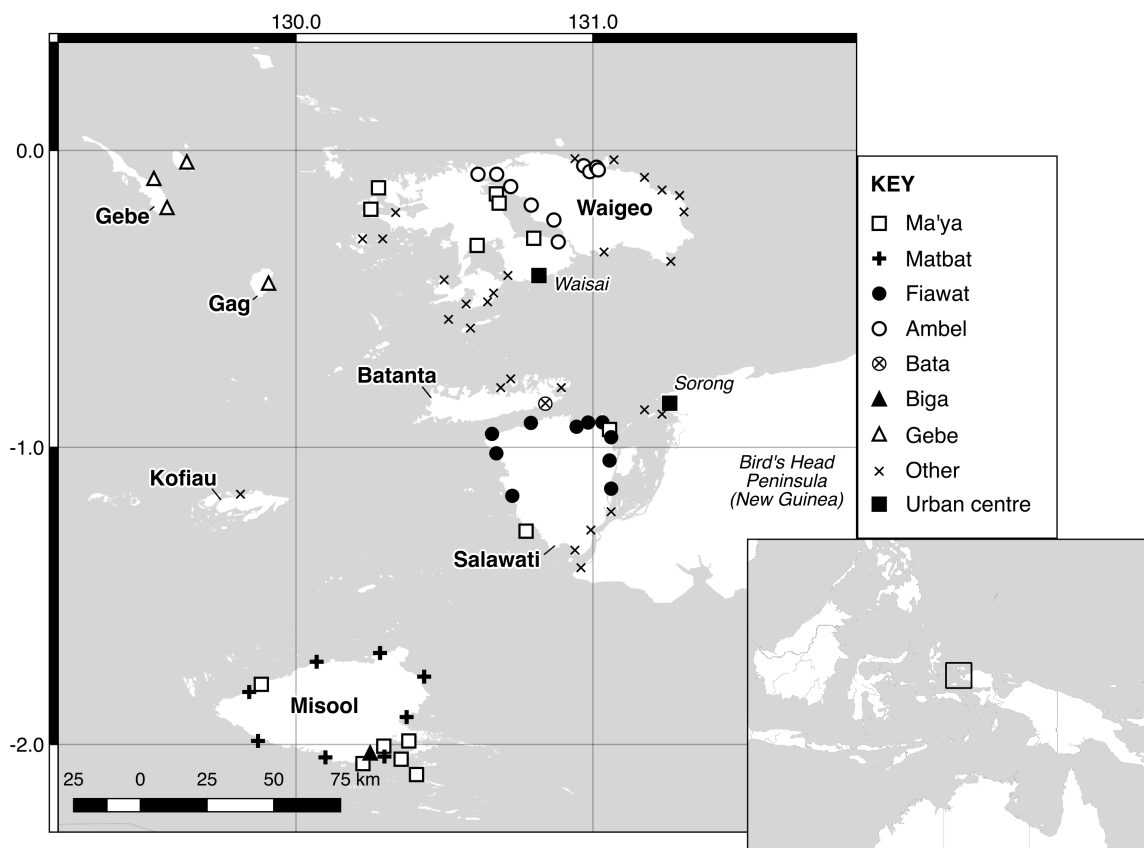 130.0
131.0
0.0
-1.0
-2.0
Gebe
Gag
Waigeo
Waisai
Batanta
Sorong
Kofiau
Bird's Head
Peninsula
(New Guinea)
Salawati
Misool
25 0 25 50 75 km
KEY
Ma'ya
Matbat
Fiawat
Ambel
Bata
Biga
Gebe
Other
Urban centre